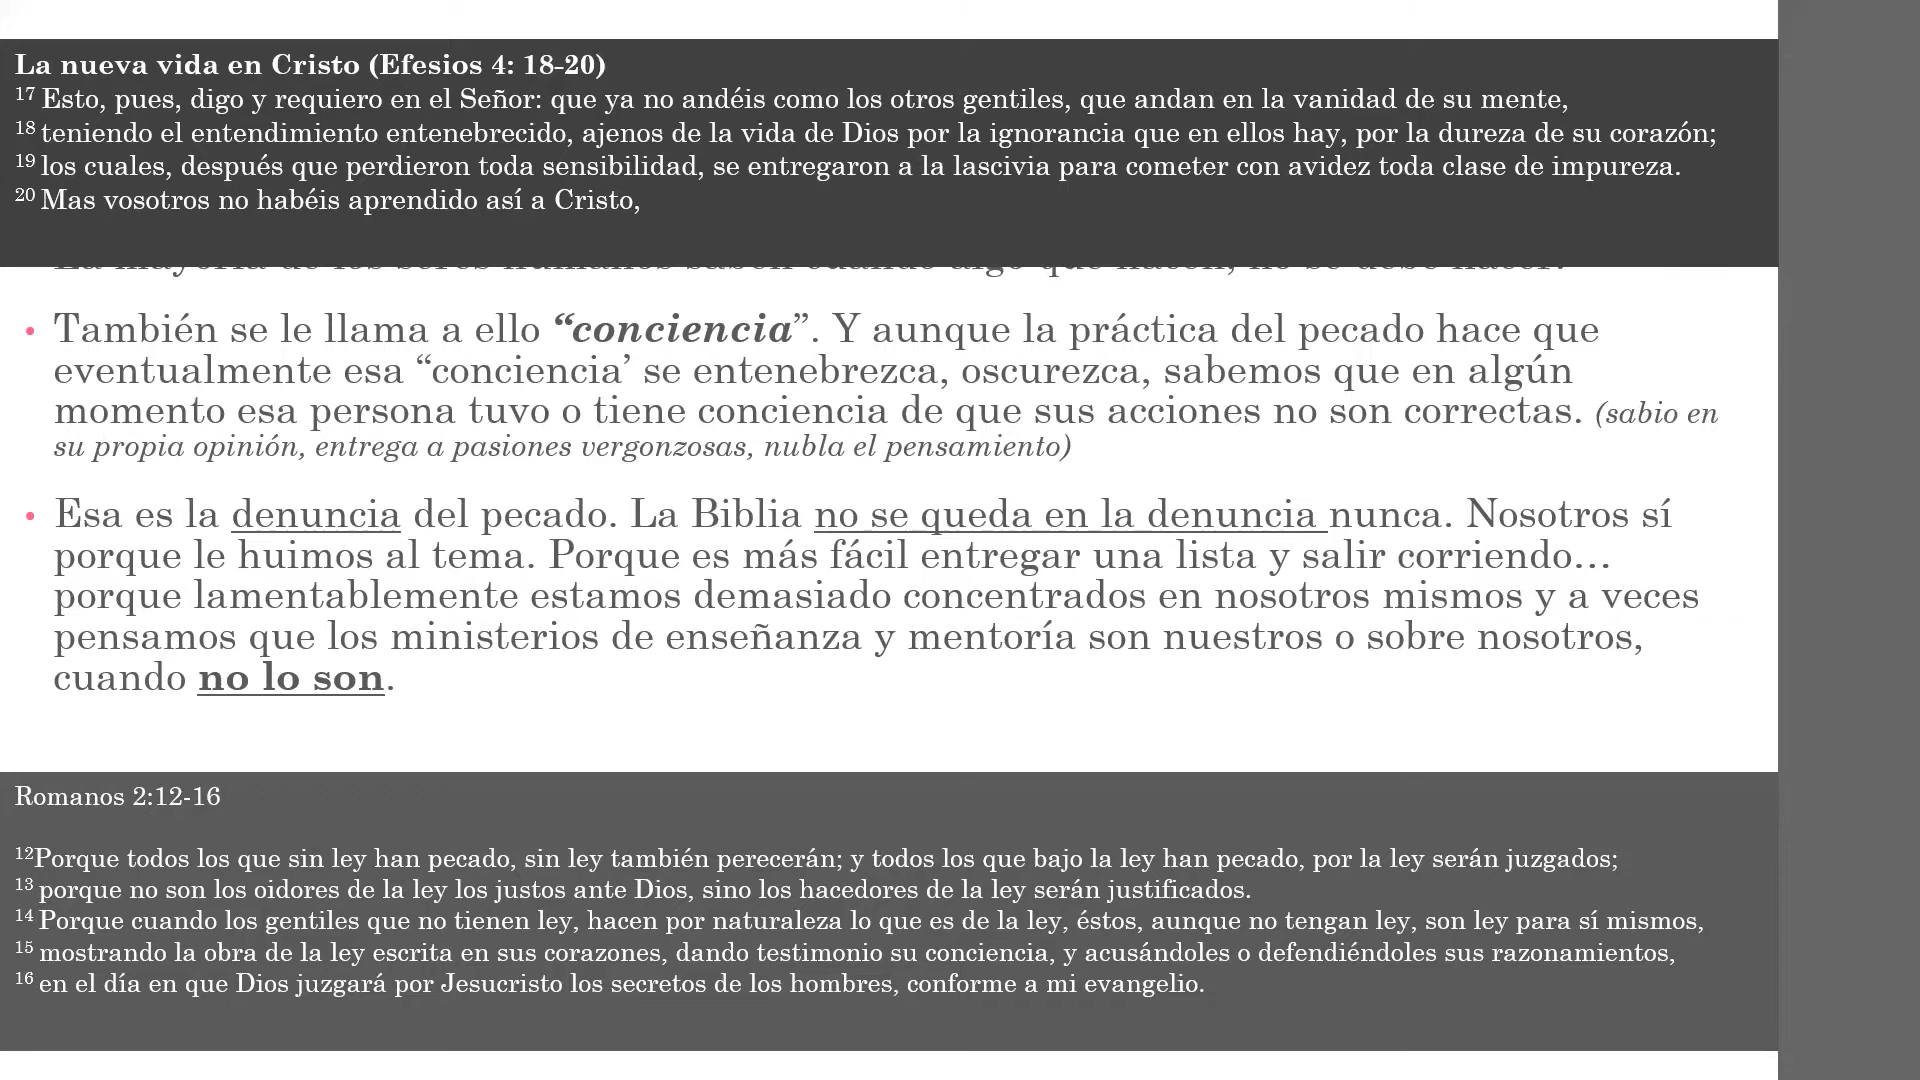 La nueva vida en Cristo (Efesios 4: 18-20)
17 Esto, pues, digo y requiero en el Señor: que ya no andéis como los otros gentiles, que andan en la vanidad de su mente,
18 teniendo el entendimiento entenebrecido, ajenos de la vida de Dios por la ignorancia que en ellos hay, por la dureza de su corazón;
19 los cuales, después que perdieron toda sensibilidad, se entregaron a la lascivia para cometer con avidez toda clase de impureza.
20 Mas vosotros no habéis aprendido así a Cristo,
La mayoría de los seres humanos saben cuando algo que hacen, no se debe hacer.
• También se le llama a ello “conciencia”. Y aunque la práctica del pecado hace que
eventualmente esa “conciencia’ se entenebrezca, oscurezca, sabemos que en algún
momento esa persona tuvo o tiene conciencia de que sus acciones no son correctas. (sabio en
su propia opinión, entrega a pasiones vergonzosas, nubla el pensamiento)
• Esa es la denuncia del pecado. La Biblia no se queda en la denuncia nunca. Nosotros sí
porque le huimos al tema. Porque es más fácil entregar una lista y salir corriendo…
porque lamentablemente estamos demasiado concentrados en nosotros mismos y a veces
pensamos que los ministerios de enseñanza y mentoría son nuestros o sobre nosotros,
cuando no lo son.
Romanos 2:12-16
12Porque todos los que sin ley han pecado, sin ley también perecerán; y todos los que bajo la ley han pecado, por la ley serán juzgados;
13 porque no son los oidores de la ley los justos ante Dios, sino los hacedores de la ley serán justificados.
14 Porque cuando los gentiles que no tienen ley, hacen por naturaleza lo que es de la ley, éstos, aunque no tengan ley, son ley para sí mismos,
15 mostrando la obra de la ley escrita en sus corazones, dando testimonio su conciencia, y acusándoles o defendiéndoles sus razonamientos,
16 en el día en que Dios juzgará por Jesucristo los secretos de los hombres, conforme a mi evangelio.